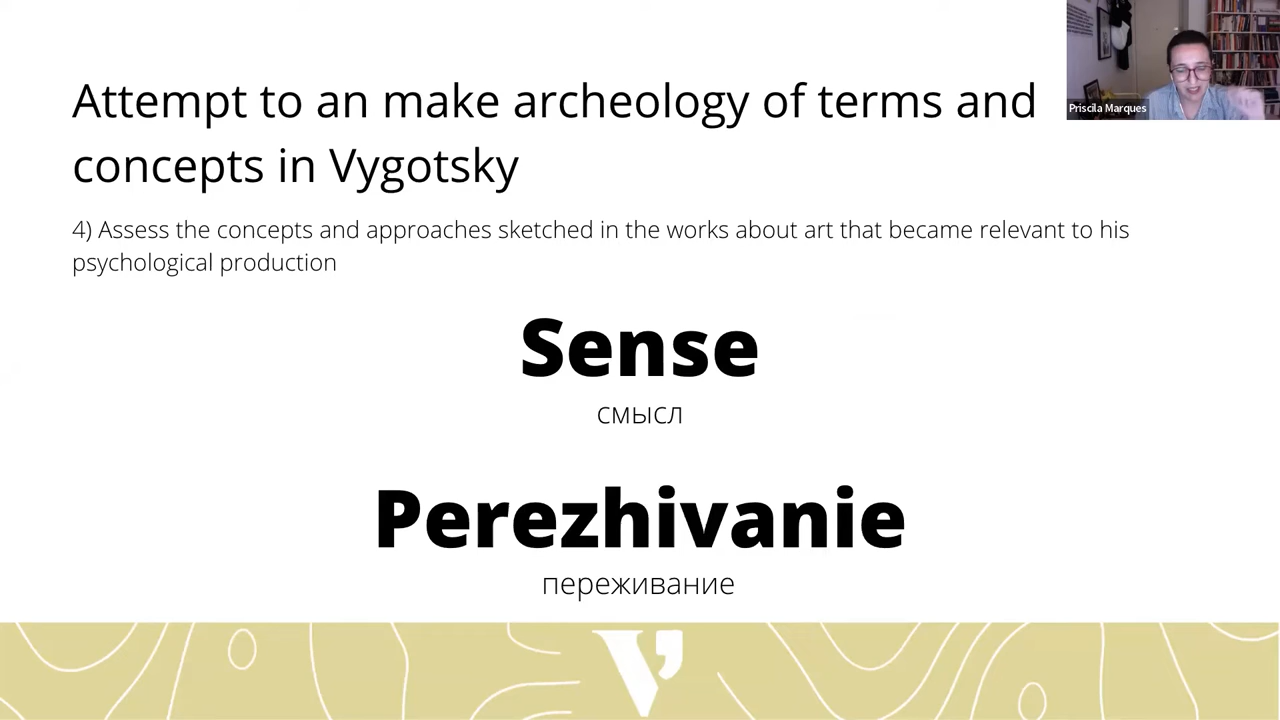 Attempt to an make archeology of terms and
concepts in Vygotsky
Priscila Marques
4) Assess the concepts and approaches sketched in the works about art that became relevant to his
psychological production
Sense
смысл
Perezhivanie
переживание